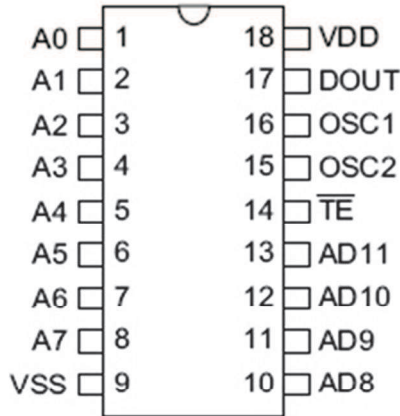 A0 1 18 VDD
A1 2 17 DOUT
A2 3 16 OSC1
A3 4 15 OSC2
A4 5 14 T̅E̅
A5 6 13 AD11
A6 7 12 AD10
A7 8 11 AD9
VSS 9 10 AD8